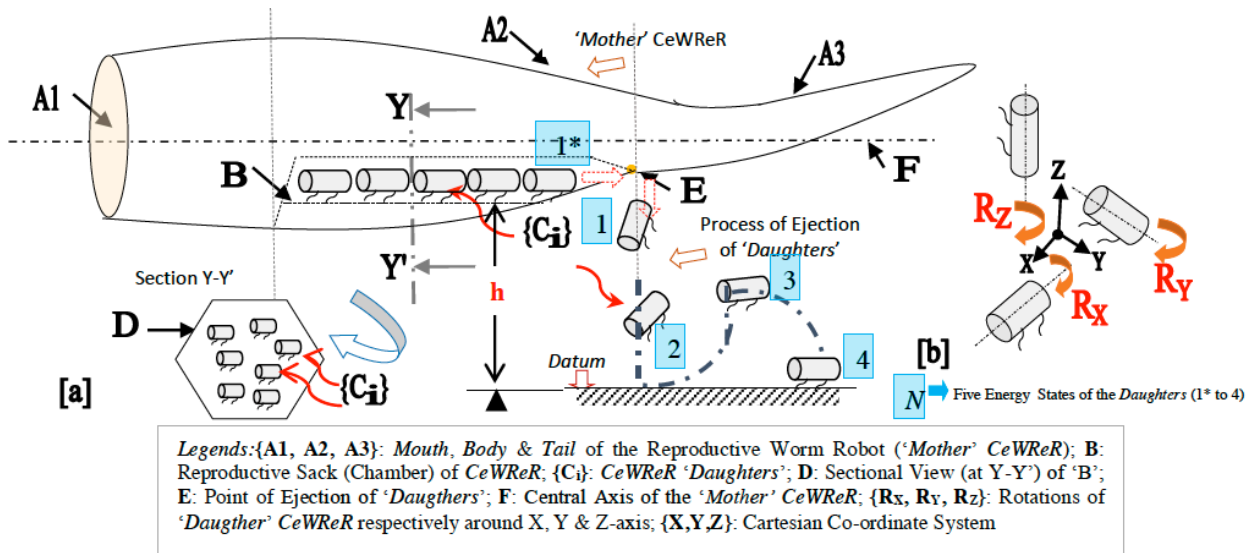 A1
A2
'Mother' CeWReR
A3
Y
1*
F
B
E
{Ci}
1
Process of Ejection
of 'Daughters'
Section Y-Y'
Y'
h
3
D
{Ci}
2
4
Datum
[a]
Z
RZ
X
Y
RX
RY
[b]
N
Five Energy States of the Daughters (1* to 4)
Legends:{A1, A2, A3}: Mouth, Body & Tail of the Reproductive Worm Robot ('Mother' CeWReR); B:
Reproductive Sack (Chamber) of CeWReR; {Ci}: CeWReR 'Daughters'; D: Sectional View (at Y-Y') of 'B';
E: Point of Ejection of 'Daugthers'; F: Central Axis of the 'Mother' CeWReR; {RX, RY, RZ}: Rotations of
'Daugther' CeWReR respectively around X, Y & Z-axis; {X,Y,Z}: Cartesian Co-ordinate System